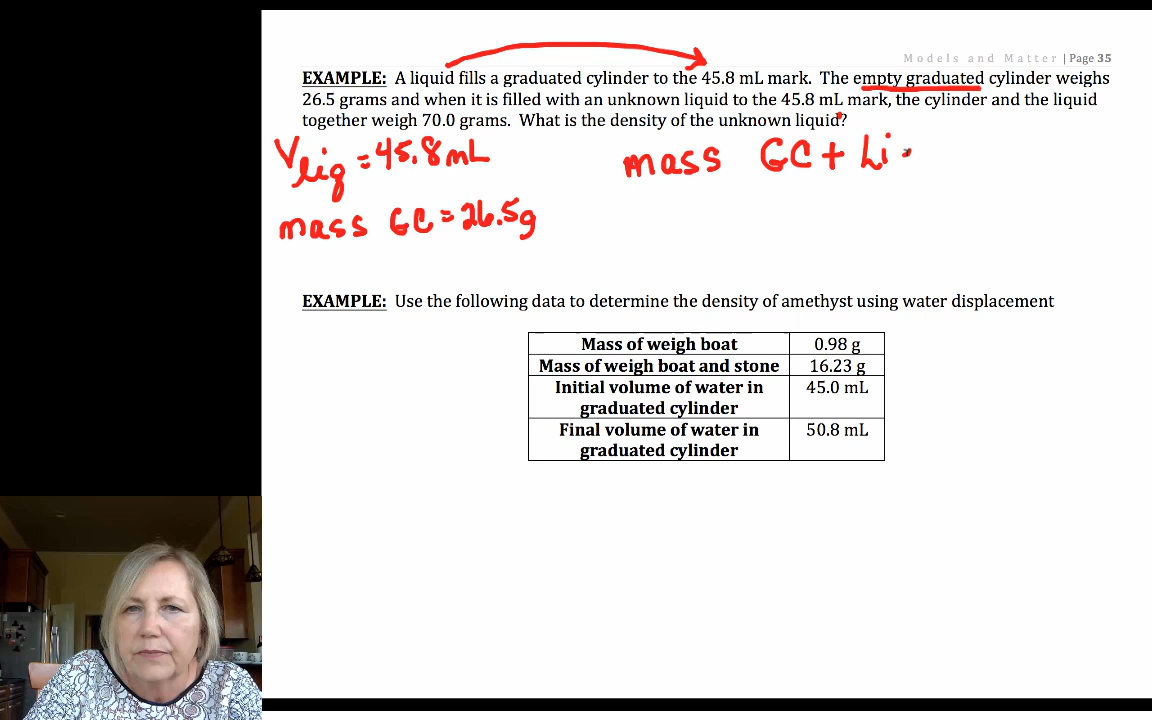 Models and Matter | Page 35
EXAMPLE: A liquid fills a graduated cylinder to the 45.8 mL mark. The empty graduated cylinder weighs
26.5 grams and when it is filled with an unknown liquid to the 45.8 mL mark, the cylinder and the liquid
together weigh 70.0 grams. What is the density of the unknown liquid?
Vliq = 45.8 mL
mass GC + Li
mass GC = 26.5g
EXAMPLE: Use the following data to determine the density of amethyst using water displacement
Mass of weigh boat 0.98 g
Mass of weigh boat and stone 16.23 g
Initial volume of water in 45.0 mL
graduated cylinder
Final volume of water in 50.8 mL
graduated cylinder